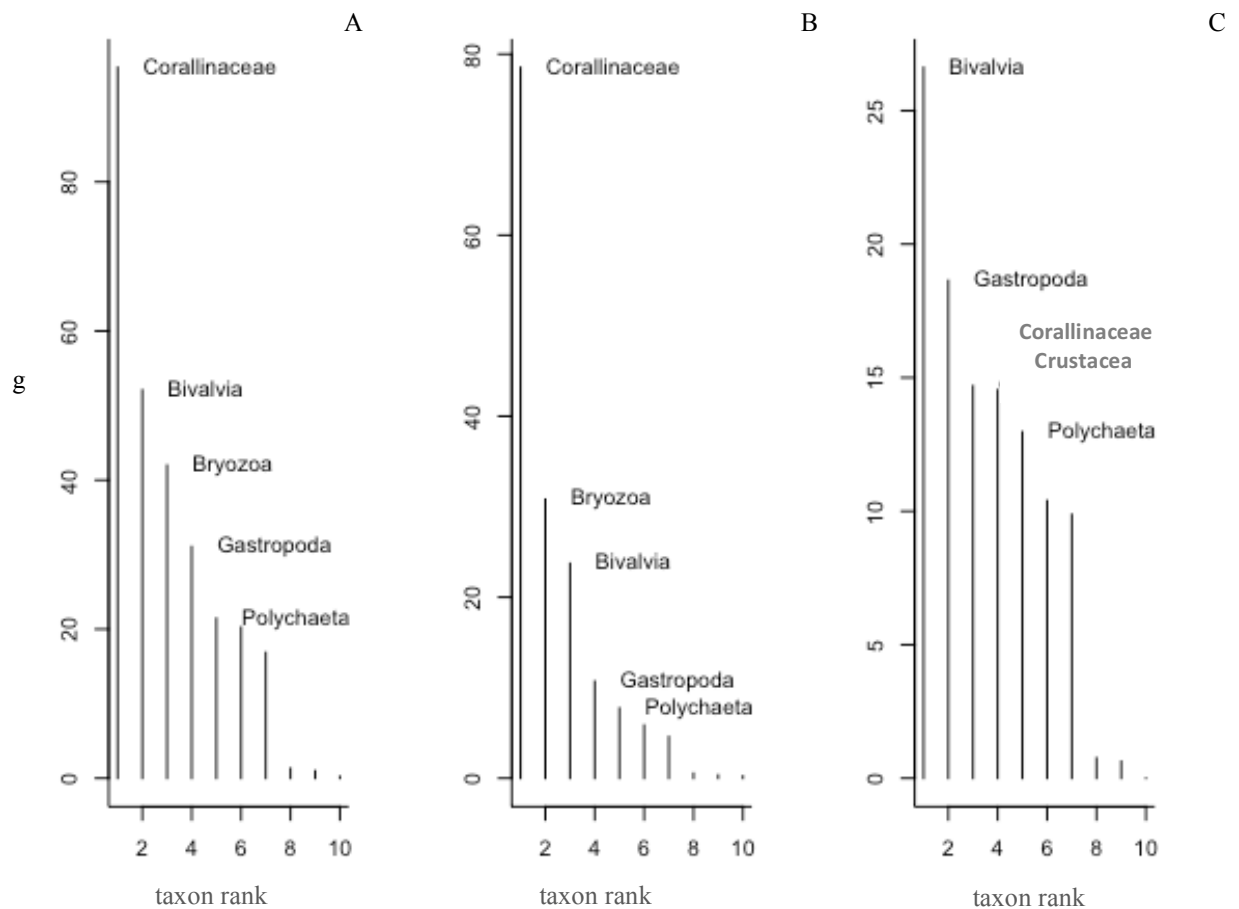 A
Corallinaceae
Bivalvia
Bryozoa
Gastropoda
Polychaeta
g
80
60
40
20
0
2 4 6 8 10
taxon rank
B
Corallinaceae
Bryozoa
Bivalvia
Gastropoda
Polychaeta
80
60
40
20
0
2 4 6 8 10
taxon rank
C
Bivalvia
Gastropoda
Corallinaceae
Crustacea
Polychaeta
25
20
15
10
5
0
2 4 6 8 10
taxon rank